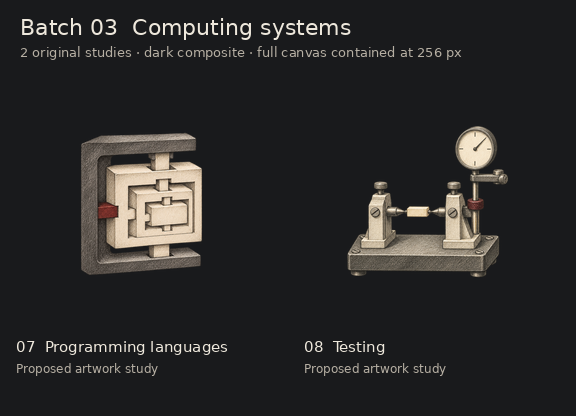 Batch 03  Computing systems
2 original studies · dark composite · full canvas contained at 256 px
07  Programming languages
Proposed artwork study
08  Testing
Proposed artwork study